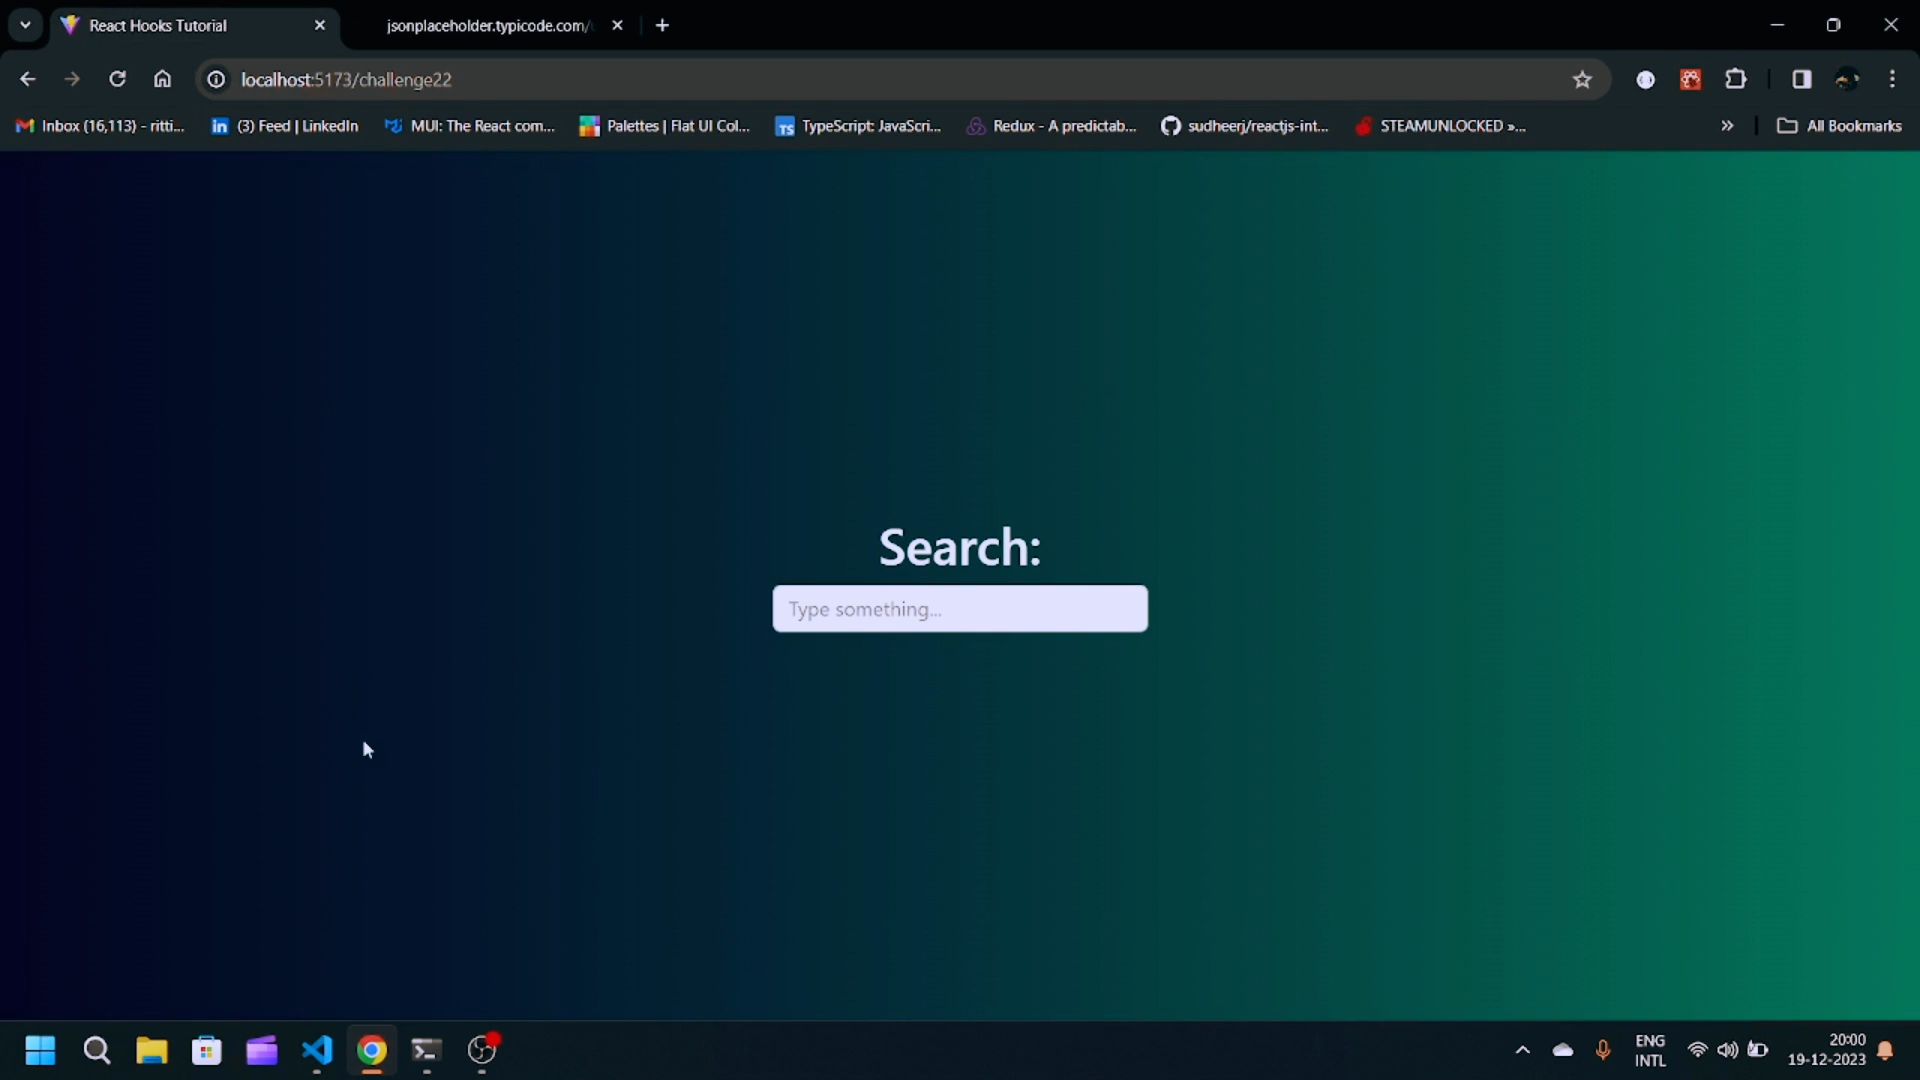 React Hooks Tutorial
jsonplaceholder.typicode.com/
localhost:5173/challenge22
Inbox (16,113) - ritti...
(3) Feed | LinkedIn
MUI: The React com...
Palettes | Flat UI Col...
TypeScript: JavaScri...
Redux - A predictab...
sudheerj/reactjs-int...
STEAMUNLOCKED »...
All Bookmarks
Search:
Type something...
ENG
INTL
20:00
19-12-2023